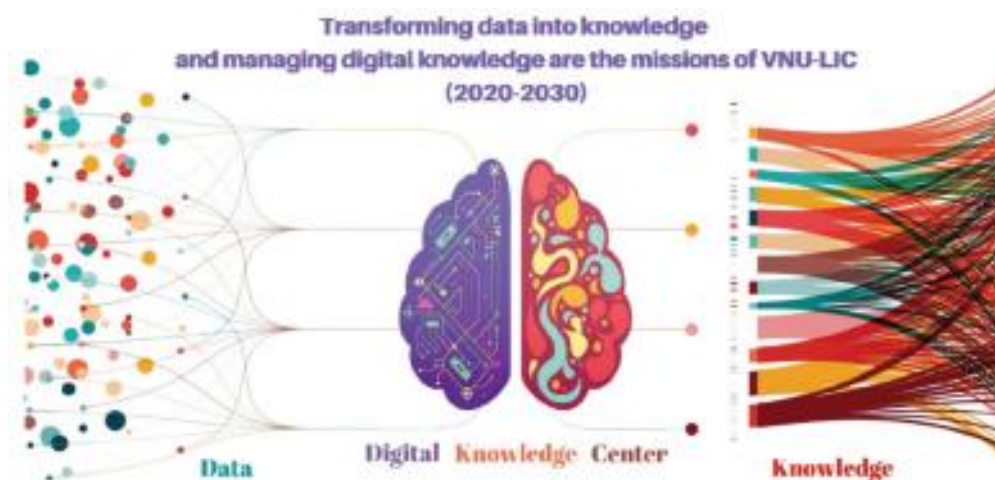 Transforming data into knowledge
and managing digital knowledge are the missions of VNU-LIC
(2020-2030)
Data
Digital Knowledge Center
Knowledge